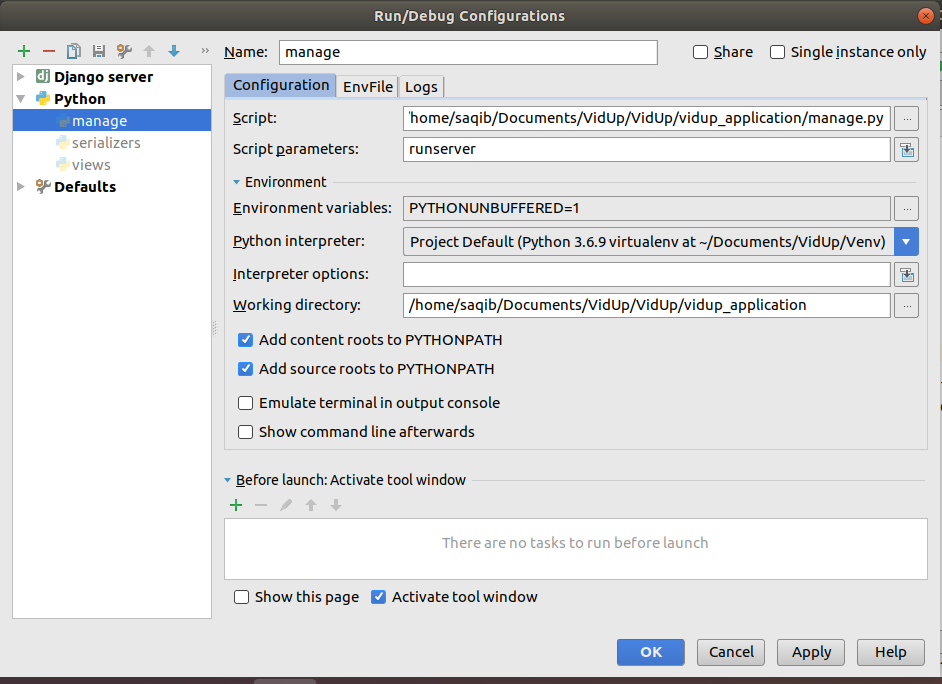 Run/Debug Configurations
Name: manage Share Single instance only
Django server
Python
manage
serializers
views
Defaults
Configuration EnvFile Logs
Script: /home/saqib/Documents/VidUp/VidUp/vidup_application/manage.py ...
Script parameters: runserver
Environment
Environment variables: PYTHONUNBUFFERED=1 ...
Python interpreter: Project Default (Python 3.6.9 virtualenv at ~/Documents/VidUp/Venv)
Interpreter options:
Working directory: /home/saqib/Documents/VidUp/VidUp/vidup_application ...
Add content roots to PYTHONPATH
Add source roots to PYTHONPATH
Emulate terminal in output console
Show command line afterwards
Before launch: Activate tool window
There are no tasks to run before launch
Show this page Activate tool window
OK Cancel Apply Help